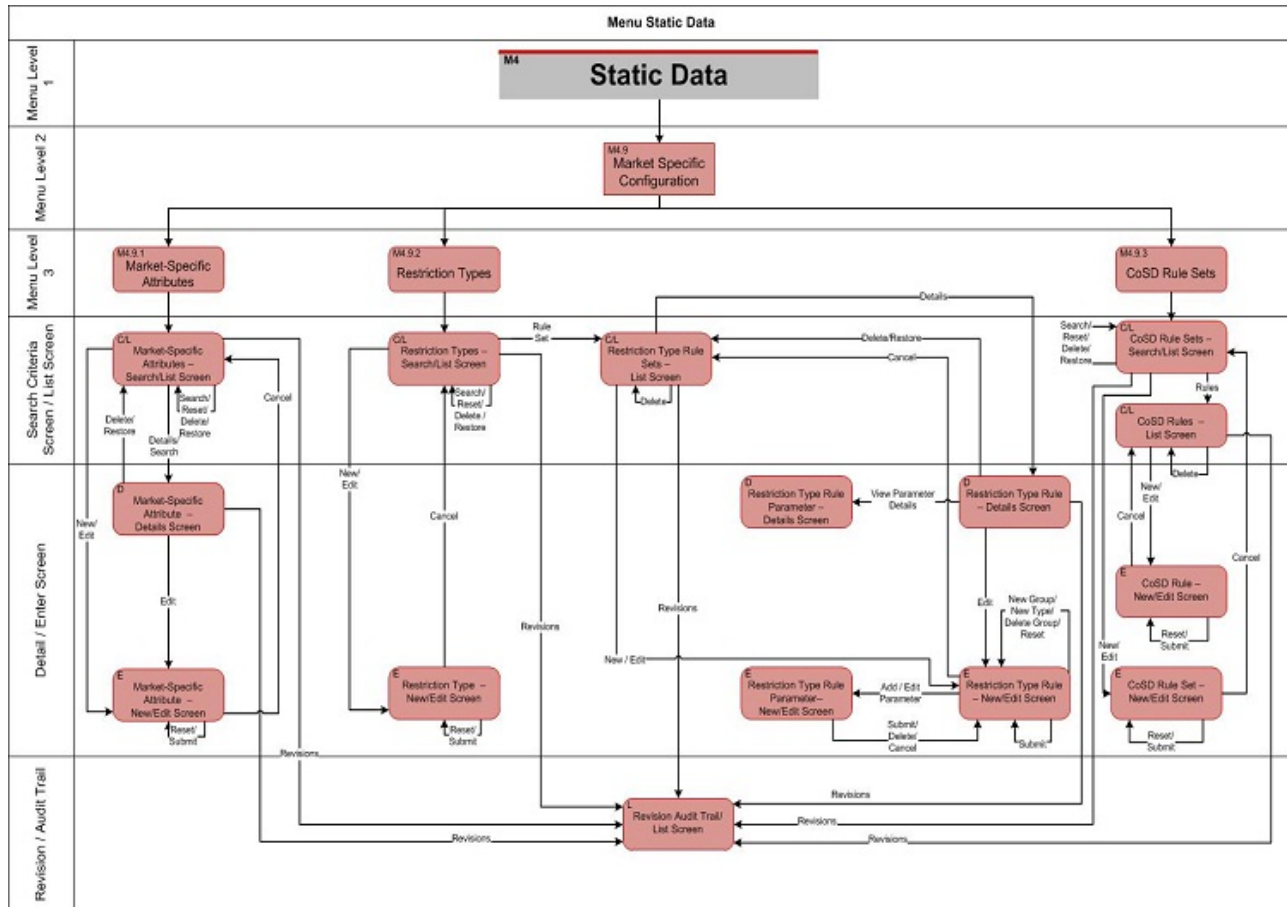 Menu Static Data
Menu Level
1
M4
Static Data
Menu Level 2
M4.9
Market Specific
Configuration
Menu Level
3
M4.9.1
Market-Specific
Attributes
M4.9.2
Restriction Types
M4.9.3
CoSD Rule Sets
Details
Search Criteria
Screen / List Screen
C/L
Market-Specific
Attributes –
Search/List Screen
Search/
Reset/
Delete/
Restore
Delete/
Restore
Details/
Search
Cancel
C/L
Restriction Types –
Search/List Screen
Search/
Reset/
Delete /
Restore
Rule
Set
C/L
Restriction Type Rule
Sets –
List Screen
Delete
Delete/Restore
Cancel
Search/
Reset/
Delete/
Restore
C/L
CoSD Rule Sets –
Search/List Screen
Rules
C/L
CoSD Rules –
List Screen
Delete
Detail / Enter Screen
New/
Edit
D
Market-Specific
Attribute –
Details Screen
Edit
E
Market-Specific
Attribute –
New/Edit Screen
Reset/
Submit
New/
Edit
Cancel
E
Restriction Type –
New/Edit Screen
Reset/
Submit
Revisions
Revisions
New / Edit
D
Restriction Type Rule
Parameter –
Details Screen
View Parameter
Details
D
Restriction Type Rule
– Details Screen
Edit
New Group/
New Type/
Delete Group/
Reset
E
Restriction Type Rule
Parameter– –
New/Edit Screen
Add / Edit
Parameter
E
Restriction Type Rule
– New/Edit Screen
Submit/
Delete/
Cancel
Submit
New/
Edit
Cancel
E
CoSD Rule –
New/Edit Screen
Reset/
Submit
Cancel
New/
Edit
E
CoSD Rule Set –
New/Edit Screen
Reset/
Submit
Revision / Audit Trail
Revisions
Revisions
L
Revision Audit Trail/
List Screen
Revisions
Revisions
Revisions